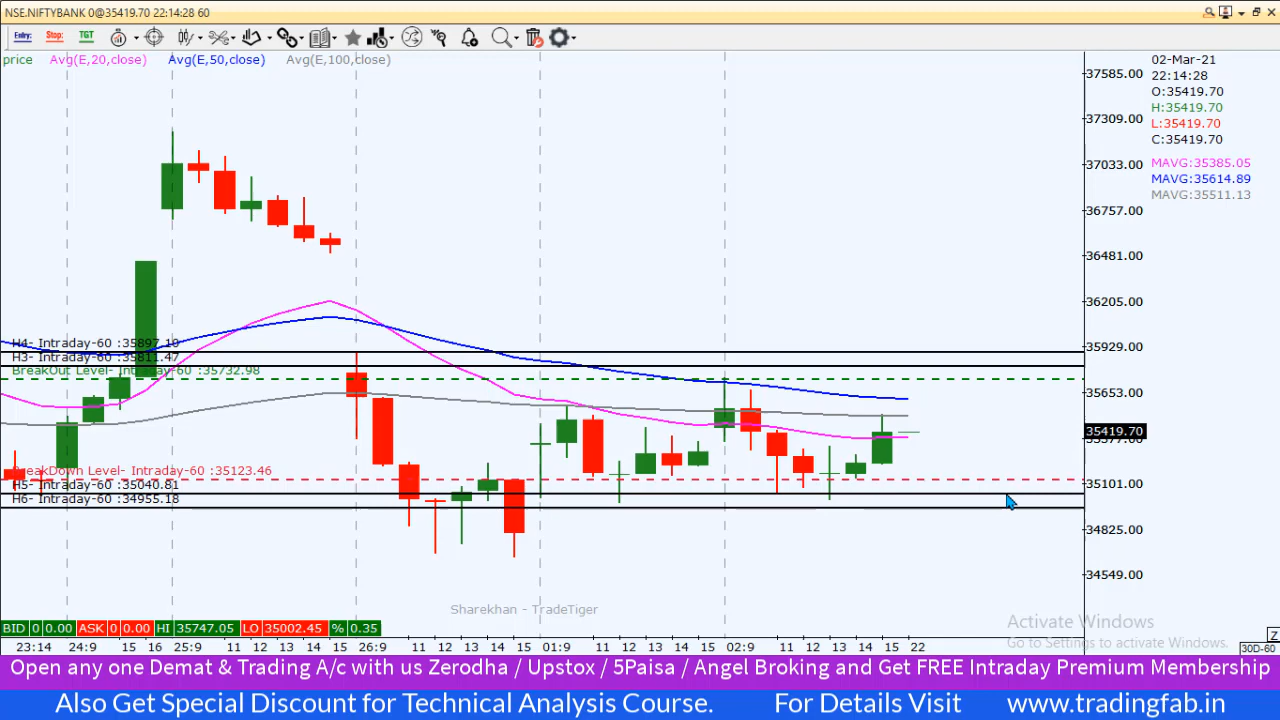 NSE.NIFTYBANK 0@35419.70 22:14:28 60
Entry: Stop: TGT
price Avg(E,20,close) Avg(E,50,close) Avg(E,100,close)
02-Mar-21
22:14:28
O:35419.70
H:35419.70
L:35419.70
C:35419.70
MAVG:35385.05
MAVG:35614.89
MAVG:35511.13
37585.00
37309.00
37033.00
36757.00
36481.00
36205.00
35929.00
35653.00
35419.70
35377.00
35101.00
34825.00
34549.00
H4- Intraday-60 :35897.19
H3- Intraday-60 :35811.47
BreakOut Level- Intraday-60 :35732.98
BreakDown Level- Intraday-60 :35123.46
H5- Intraday-60 :35040.81
H6- Intraday-60 :34955.18
Sharekhan - TradeTiger
Activate Windows
Go to Settings to activate Windows.
BID 0 0.00 ASK 0 0.00 HI 35747.05 LO 35002.45 % 0.35
Z
23:14 24:9 15 16 25:9 11 12 13 14 15 26:9 11 12 13 14 15 01:9 11 12 13 14 15 02:9 11 12 13 14 15 22
30D-60
Open any one Demat & Trading A/c with us Zerodha / Upstox / 5Paisa / Angel Broking and Get FREE Intraday Premium Membership
Also Get Special Discount for Technical Analysis Course. For Details Visit www.tradingfab.in